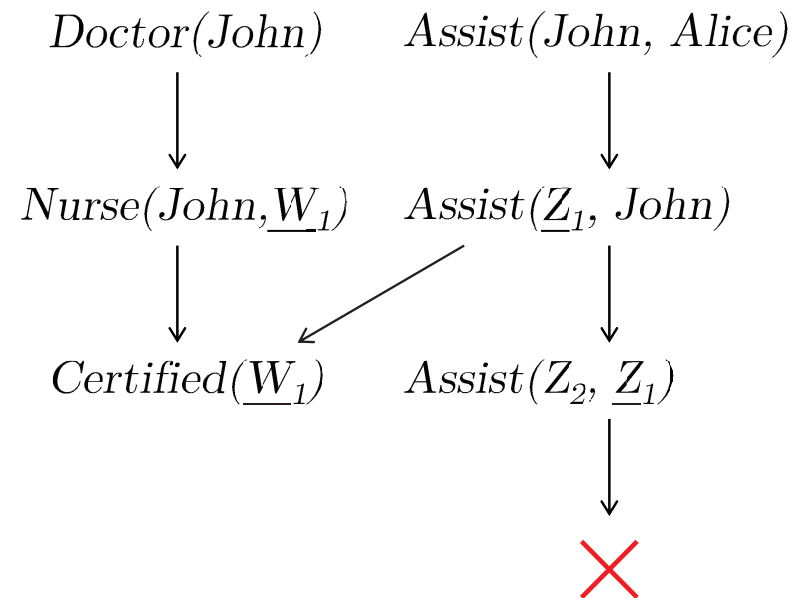 Doctor(John) Assist(John, Alice)
Nurse(John,W₁) Assist(Z₁, John)
Certified(W₁) Assist(Z₂, Z₁)